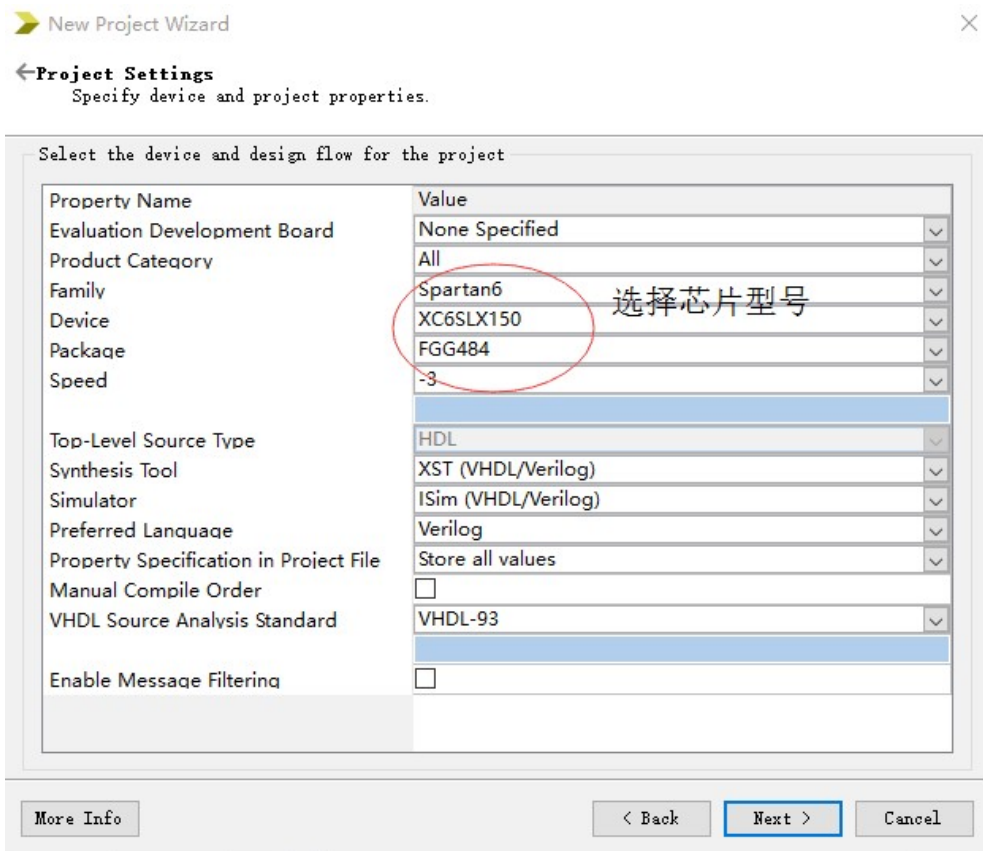 New Project Wizard
Project Settings
Specify device and project properties.
Select the device and design flow for the project
Property Name Value
Evaluation Development Board None Specified
Product Category All
Family Spartan6
选择芯片型号
Device XC6SLX150
Package FGG484
Speed -3
Top-Level Source Type HDL
Synthesis Tool XST (VHDL/Verilog)
Simulator ISim (VHDL/Verilog)
Preferred Language Verilog
Property Specification in Project File Store all values
Manual Compile Order
VHDL Source Analysis Standard VHDL-93
Enable Message Filtering
More Info < Back Next > Cancel